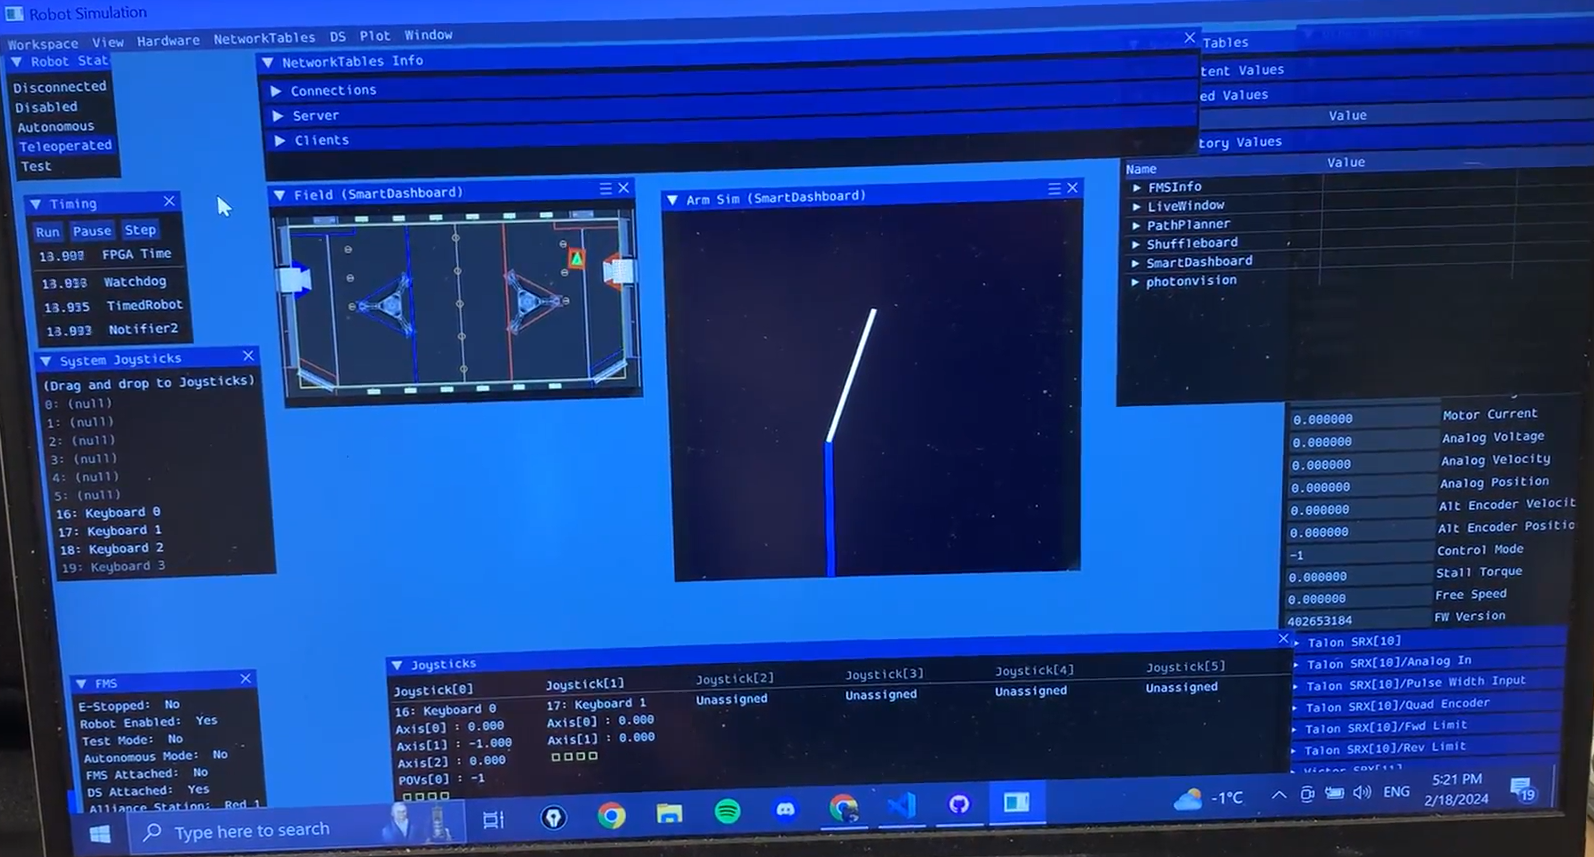 Robot Simulation
Workspace View Hardware NetworkTables DS Plot Window
Robot Stat
Disconnected
Disabled
Autonomous
Teleoperated
Test
Timing
Run Pause Step
FPGA Time
Watchdog
TimedRobot
Notifier2
System Joysticks
(Drag and drop to Joysticks)
0: (null)
1: (null)
2: (null)
3: (null)
4: (null)
5: (null)
16: Keyboard 0
17: Keyboard 1
18: Keyboard 2
19: Keyboard 3
FMS
E-Stopped: No
Robot Enabled: Yes
Test Mode: No
Autonomous Mode: No
FMS Attached: No
DS Attached: Yes
Alliance Station: Red 1
NetworkTables Info
Connections
Server
Clients
Field (SmartDashboard)
Arm Sim (SmartDashboard)
Tables
tent Values
ed Values
Value
tory Values
Name Value
FMSInfo
LiveWindow
PathPlanner
Shuffleboard
SmartDashboard
photonvision
0.000000 Motor Current
0.000000 Analog Voltage
0.000000 Analog Velocity
0.000000 Analog Position
0.000000 Alt Encoder Velocit
0.000000 Alt Encoder Positio
-1 Control Mode
0.000000 Stall Torque
0.000000 Free Speed
402653184 FW Version
Talon SRX[10]
Talon SRX[10]/Analog In
Talon SRX[10]/Pulse Width Input
Talon SRX[10]/Quad Encoder
Talon SRX[10]/Fwd Limit
Talon SRX[10]/Rev Limit
Joysticks
Joystick[0] Joystick[1] Joystick[2] Joystick[3] Joystick[4] Joystick[5]
16: Keyboard 0 17: Keyboard 1 Unassigned Unassigned Unassigned Unassigned
Axis[0] : 0.000 Axis[0] : 0.000
Axis[1] : -1.000 Axis[1] : 0.000
Axis[2] : 0.000
POVs[0] : -1
Type here to search
-1°C
ENG
5:21 PM
2/18/2024
19